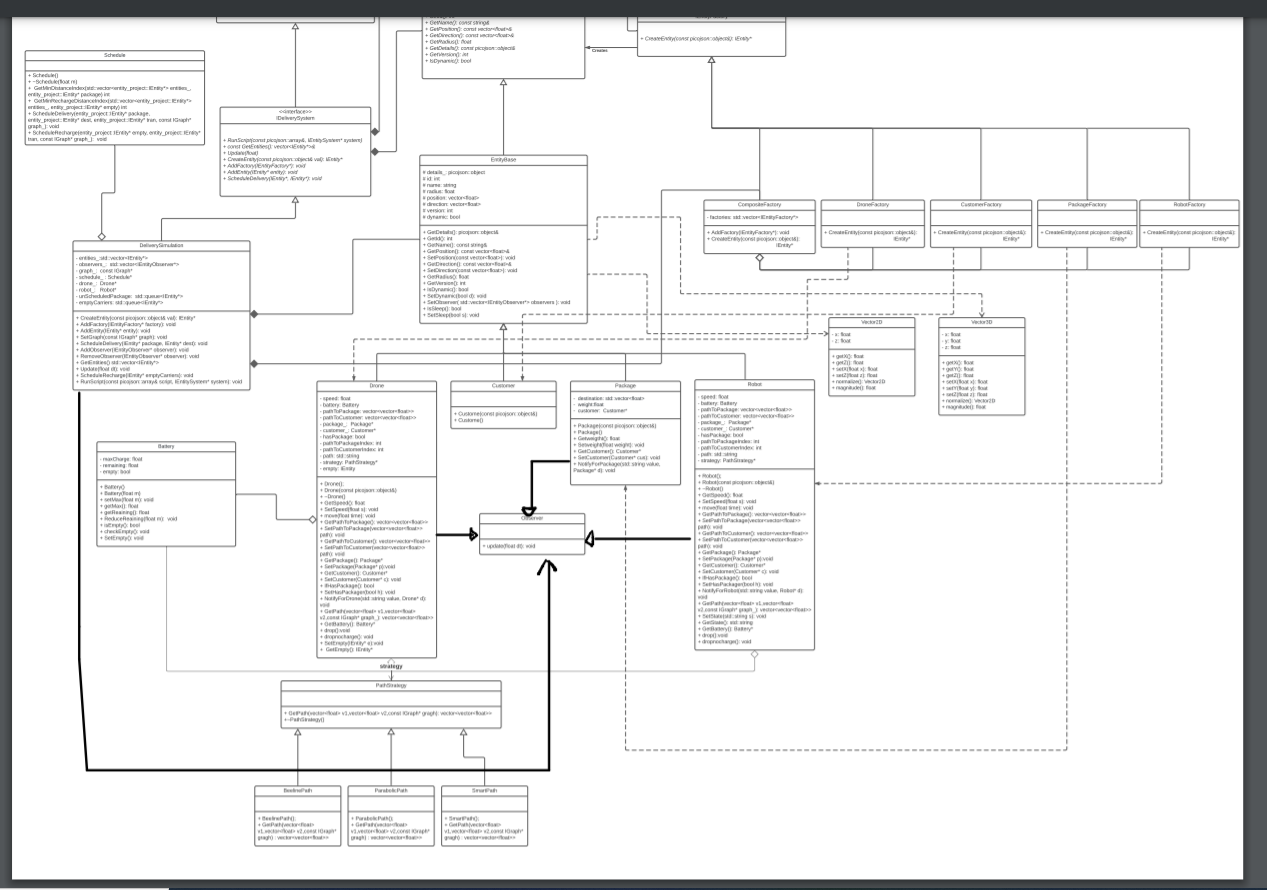 + GetName(): const string&
+ GetPosition(): const vector<float>&
+ GetDirection(): const vector<float>&
+ GetRadius(): float
+ GetDetails(): const picojson::object&
+ GetVersion(): int
+ IsDynamic(): bool
Creates
+ CreateEntity(const picojson::object&): IEntity*
Schedule
+ Schedule()
+ ~Schedule(float m)
+ GetMinDistanceIndex(std::vector<entity_project::IEntity*> entities_,
entity_project::IEntity* package) int
+ GetMinRechargeDistanceIndex(std::vector<entity_project::IEntity*>
entities_, entity_project::IEntity* empty) int
+ ScheduleDelivery(entity_project::IEntity* package,
entity_project::IEntity* dest, entity_project::IEntity* tran, const IGraph*
graph_): void
+ ScheduleRecharge(entity_project::IEntity* empty, entity_project::IEntity*
tran, const IGraph* graph_): void
<<Interface>>
IDeliverySystem
+ RunScript(const picojson::array&, IEntitySystem* system)
+ const GetEntities(): vector<IEntity*>&
+ Update(float)
+ CreateEntity(const picojson::object& val): IEntity*
+ AddFactory(IEntityFactory*): void
+ AddEntity(IEntity* entity): void
+ ScheduleDelivery(IEntity*, IEntity*): void
EntityBase
# details_: picojson::object
# id: int
# name: string
# radius: float
# position: vector<float>
# direction: vector<float>
# version: int
# dynamic: bool
+ GetDetails(): picojson::object&
+ GetId(): int
+ GetName(): const string&
+ GetPosition(): const vector<float>&
+ SetPosition(const vector<float>): void
+ GetDirection(): const vector<float>&
+ SetDirection(const vector<float>): void
+ GetRadius(): float
+ GetVersion(): int
+ IsDynamic(): bool
+ SetDynamic(bool d): void
+ SetObserver( std::vector<IEntityObserver*> observers ): void
+ IsSleep(): bool
+ SetSleep(bool s): void
CompositeFactory
- factories: std::vector<IEntityFactory*>
+ AddFactory(IEntityFactory*): void
+ CreateEntity(const picojson::object&):
IEntity*
DroneFactory
+ CreateEntity(const picojson::object&):
IEntity*
CustomerFactory
+ CreateEntity(const picojson::object&):
IEntity*
PackageFactory
+ CreateEntity(const picojson::object&):
IEntity*
RobotFactory
+ CreateEntity(const picojson::object&):
IEntity*
DeliverySimulation
- entities_:std::vector<IEntity*>
- observers_: std::vector<IEntityObserver*>
- graph_: const IGraph*
- schedule_: Schedule*
- drone_: Drone*
- robot_: Robot*
- unScheduledPackage: std::queue<IEntity*>
- emptyCarriers: std::queue<IEntity*>
+ CreateEntity(const picojson::object& val): IEntity*
+ AddFactory(IEntityFactory* factory): void
+ AddEntity(IEntity* entity): void
+ SetGraph(const IGraph* graph): void
+ ScheduleDelivery(IEntity* package, IEntity* dest): void
+ AddObserver(IEntityObserver* observer): void
+ RemoveObserver(IEntityObserver* observer): void
+ GetEntities() std::vector<IEntity*>
+ Update(float dt): void
+ ScheduleRecharge(IEntity* emptyCarriers): void
+ RunScript(const picojson::array& script, IEntitySystem* system): void
Vector2D
- x: float
- z: float
+ getX(): float
+ getZ(): float
+ setX(float x): float
+ setZ(float z): float
+ normalize(): Vector2D
+ magnitude(): float
Vector3D
- x: float
- y: float
- z: float
+ getX(): float
+ getY(): float
+ getZ(): float
+ setX(float x): float
+ setY(float y): float
+ setZ(float z): float
+ normalize(): Vector2D
+ magnitude(): float
Drone
- speed: float
- battery: Battery
- pathToPackage: vector<vector<float>>
- pathToCustomer: vector<vector<float>>
- package_: Package*
- customer_: Customer*
- hasPackage: bool
- pathToPackageIndex: int
- pathToCustomerIndex: int
- path: std::string
- strategy: PathStrategy*
- empty: IEntity
+ Drone();
+ Drone(const picojson::object&)
+ ~Drone()
+ GetSpeed(): float
+ SetSpeed(float s): void
+ move(float time): void
+ GetPathToPackage(): vector<vector<float>>
+ SetPathToPackage(vector<vector<float>>
path): void
+ GetPathToCustomer(): vector<vector<float>>
+ SetPathToCustomer(vector<vector<float>>
path): void
+ GetPackage(): Package*
+ SetPackage(Package* p):void
+ GetCustomer(): Customer*
+ SetCustomer(Customer* c): void
+ IfHasPackage(): bool
+ SetHasPackager(bool h): void
+ NotifyForDrone(std::string value, Drone* d):
void
+ GetPath(vector<float> v1,vector<float>
v2,const IGraph* graph_): vector<vector<float>>
+ GetBattery(): Battery*
+ drop():void
+ dropnocharge(): void
+ SetEmpty(IEntity* e):void
+ GetEmpty(): IEntity*
Customer
+ Customer(const picojson::object&)
+ Customer()
Package
- destination: std::vector<float>
- weight:float
- customer: Customer*
+ Package(const picojson::object&)
+ Package()
+ Getweight(): float
+ Setweight(float weight): void
+ GetCustomer(): Customer*
+ SetCustomer(Customer* cus): void
+ NotifyForPackage(std::string value,
Package* d): void
Robot
- speed: float
- battery: Battery
- pathToPackage: vector<vector<float>>
- pathToCustomer: vector<vector<float>>
- package_: Package*
- customer_: Customer*
- hasPackage: bool
- pathToPackageIndex: int
- pathToCustomerIndex: int
- path: std::string
- strategy: PathStrategy*
+ Robot();
+ Robot(const picojson::object&)
+ ~Robot()
+ GetSpeed(): float
+ SetSpeed(float s): void
+ move(float time): void
+ GetPathToPackage(): vector<vector<float>>
+ SetPathToPackage(vector<vector<float>>
path): void
+ GetPathToCustomer(): vector<vector<float>>
+ SetPathToCustomer(vector<vector<float>>
path): void
+ GetPackage(): Package*
+ SetPackage(Package* p):void
+ GetCustomer(): Customer*
+ SetCustomer(Customer* c): void
+ IfHasPackage(): bool
+ SetHasPackager(bool h): void
+ NotifyForRobot(std::string value, Robot* d):
void
+ GetPath(vector<float> v1,vector<float>
v2,const IGraph* graph_): vector<vector<float>>
+ SetState(std::string s): void
+ GetState(): std::string
+ GetBattery(): Battery*
+ drop():void
+ dropnocharge(): void
Battery
- maxCharge: float
- remaining: float
- empty: bool
+ Battery()
+ Battery(float m)
+ setMax(float m): void
+ getMax(): float
+ getReaining(): float
+ ReduceReaining(float m): void
+ isEmpty(): bool
+ checkEmpty(): void
+ SetEmpty(): void
Observer
+ update(float dt): void
strategy
PathStrategy
+ GetPath(vector<float> v1,vector<float> v2,const IGraph* gragh): vector<vector<float>>
+~PathStrategy()
BeelinePath
+ BeelinePath();
+ GetPath(vector<float>
v1,vector<float> v2,const IGraph*
gragh) : vector<vector<float>>
ParabolicPath
+ ParabolicPath();
+ GetPath(vector<float>
v1,vector<float> v2,const IGraph*
gragh) : vector<vector<float>>
SmartPath
+ SmartPath();
+ GetPath(vector<float>
v1,vector<float> v2,const IGraph*
gragh) : vector<vector<float>>